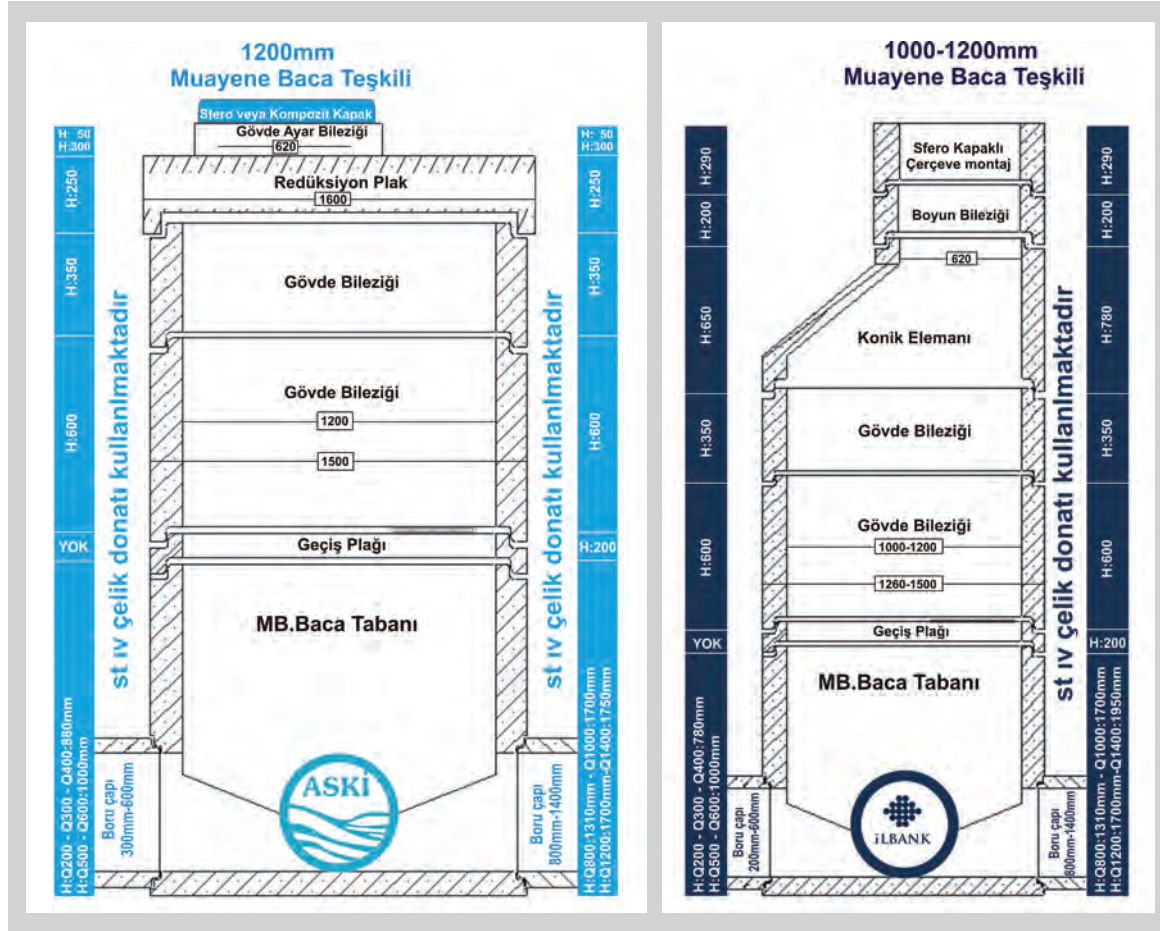 1200mm
Muayene Baca Teşkili
Sfero veya Kompozit Kapak
Gövde Ayar Bileziği
620
Redüksiyon Plak
1600
Gövde Bileziği
Gövde Bileziği
1200
1500
Geçiş Plağı
MB.Baca Tabanı
ASKİ
H: 50
H:300
H:250
H:350
H:600
YOK
H:Q200 - Q300 - Q400:880mm
H:Q500 - Q600:1000mm
st ıv çelik donatı kullanılmaktadır
Boru çapı
300mm-600mm
H: 50
H:300
H:250
H:350
H:600
H:200
H:Q800:1310mm - Q1000:1700mm
H:Q1200:1700mm-Q1400:1750mm
st ıv çelik donatı kullanılmaktadır
Boru çapı
800mm-1400mm
1000-1200mm
Muayene Baca Teşkili
Sfero Kapaklı
Çerçeve montaj
Boyun Bileziği
620
Konik Elemanı
Gövde Bileziği
Gövde Bileziği
1000-1200
1260-1500
Geçiş Plağı
MB.Baca Tabanı
iLBANK
H:290
H:200
H:650
H:350
H:600
YOK
H:Q200 - Q300 - Q400:780mm
H:Q500 - Q600:1000mm
Boru çapı
200mm-600mm
H:290
H:200
H:780
H:350
H:600
H:200
H:Q800:1310mm - Q1000:1700mm
H:Q1200:1700mm-Q1400:1950mm
st ıv çelik donatı kullanılmaktadır
Boru çapı
800mm-1400mm